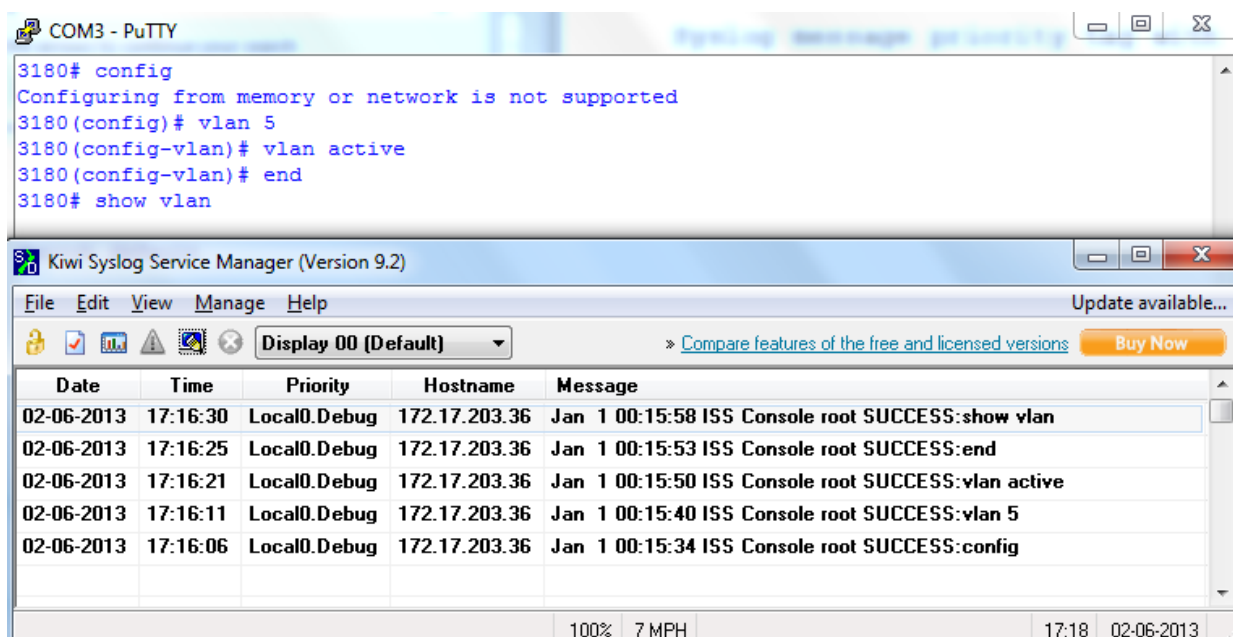 COM3 - PuTTY
Syslog message priority
3180# config
Configuring from memory or network is not supported
3180(config)# vlan 5
3180(config-vlan)# vlan active
3180(config-vlan)# end
3180# show vlan
Kiwi Syslog Service Manager (Version 9.2)
File Edit View Manage Help Update available...
Display 00 (Default) » Compare features of the free and licensed versions Buy Now
Date Time Priority Hostname Message
02-06-2013 17:16:30 Local0.Debug 172.17.203.36 Jan 1 00:15:58 ISS Console root SUCCESS:show vlan
02-06-2013 17:16:25 Local0.Debug 172.17.203.36 Jan 1 00:15:53 ISS Console root SUCCESS:end
02-06-2013 17:16:21 Local0.Debug 172.17.203.36 Jan 1 00:15:50 ISS Console root SUCCESS:vlan active
02-06-2013 17:16:11 Local0.Debug 172.17.203.36 Jan 1 00:15:40 ISS Console root SUCCESS:vlan 5
02-06-2013 17:16:06 Local0.Debug 172.17.203.36 Jan 1 00:15:34 ISS Console root SUCCESS:config
100% 7 MPH 17:18 02-06-2013